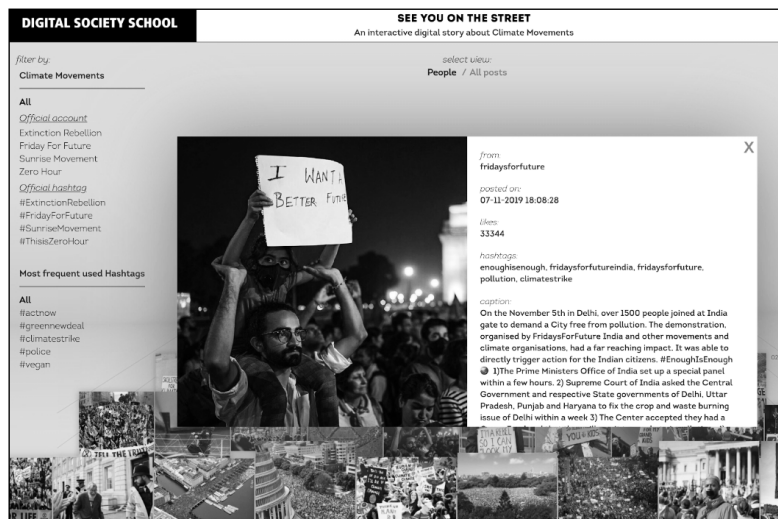 DIGITAL SOCIETY SCHOOL
SEE YOU ON THE STREET
An interactive digital story about Climate Movements
filter by:
Climate Movements
All
Official account
Extinction Rebellion
Friday For Future
Sunrise Movement
Zero Hour
Official hashtag
#ExtinctionRebellion
#FridayForFuture
#SunriseMovement
#ThisisZeroHour
Most frequent used Hashtags
All
#actnow
#greennewdeal
#climatestrike
#police
#vegan
select view:
People / All posts
I WANT A
BETTER FUTURE
X
from:
fridaysforfuture
posted on:
07-11-2019 18:08:28
likes:
33344
hashtags:
enoughisenough, fridaysforfutureindia, fridaysforfuture,
pollution, climatestrike
caption:
On the November 5th in Delhi, over 1500 people joined at India
gate to demand a City free from pollution. The demonstration,
organised by FridaysForFuture India and other movements and
climate organisations, had a far reaching impact. It was able to
directly trigger action for the Indian citizens. #EnoughIsEnough
1)The Prime Ministers Office of India set up a special panel
within a few hours. 2) Supreme Court of India asked the Central
Government and respective State governments of Delhi, Uttar
Pradesh, Punjab and Haryana to fix the crop and waste burning
issue of Delhi within a week 3) The Center accepted they had a
TELL THE TRUTH
SO I CAN
YOU
KIDS